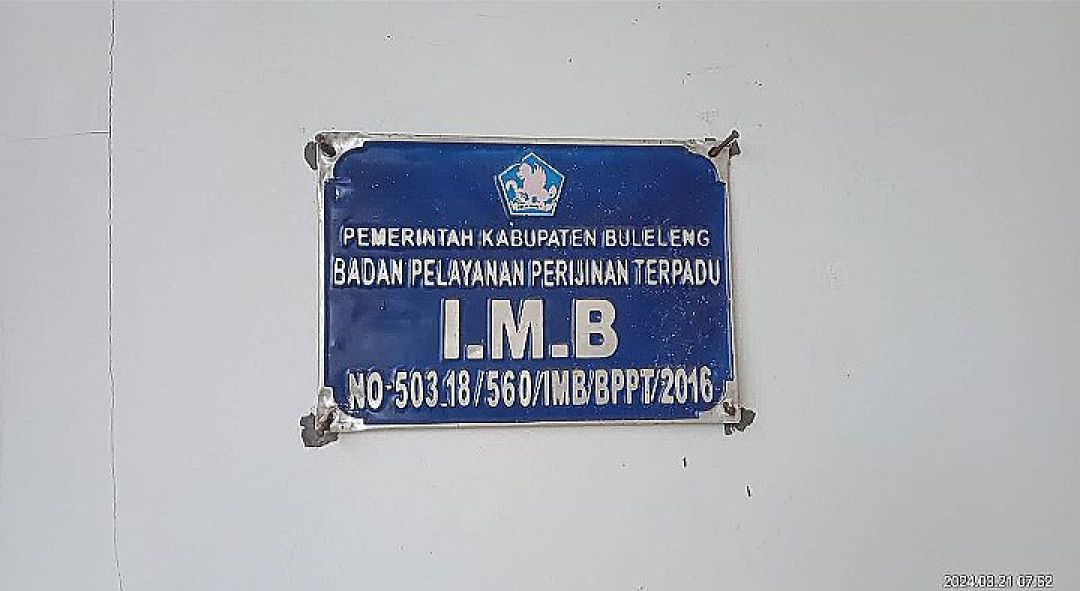 PEMERINTAH KABUPATEN BULELENG
BADAN PELAYANAN PERIJINAN TERPADU
I.M.B
NO-503.18/560/IMB/BPPT/2016
2024.03.21 07:52